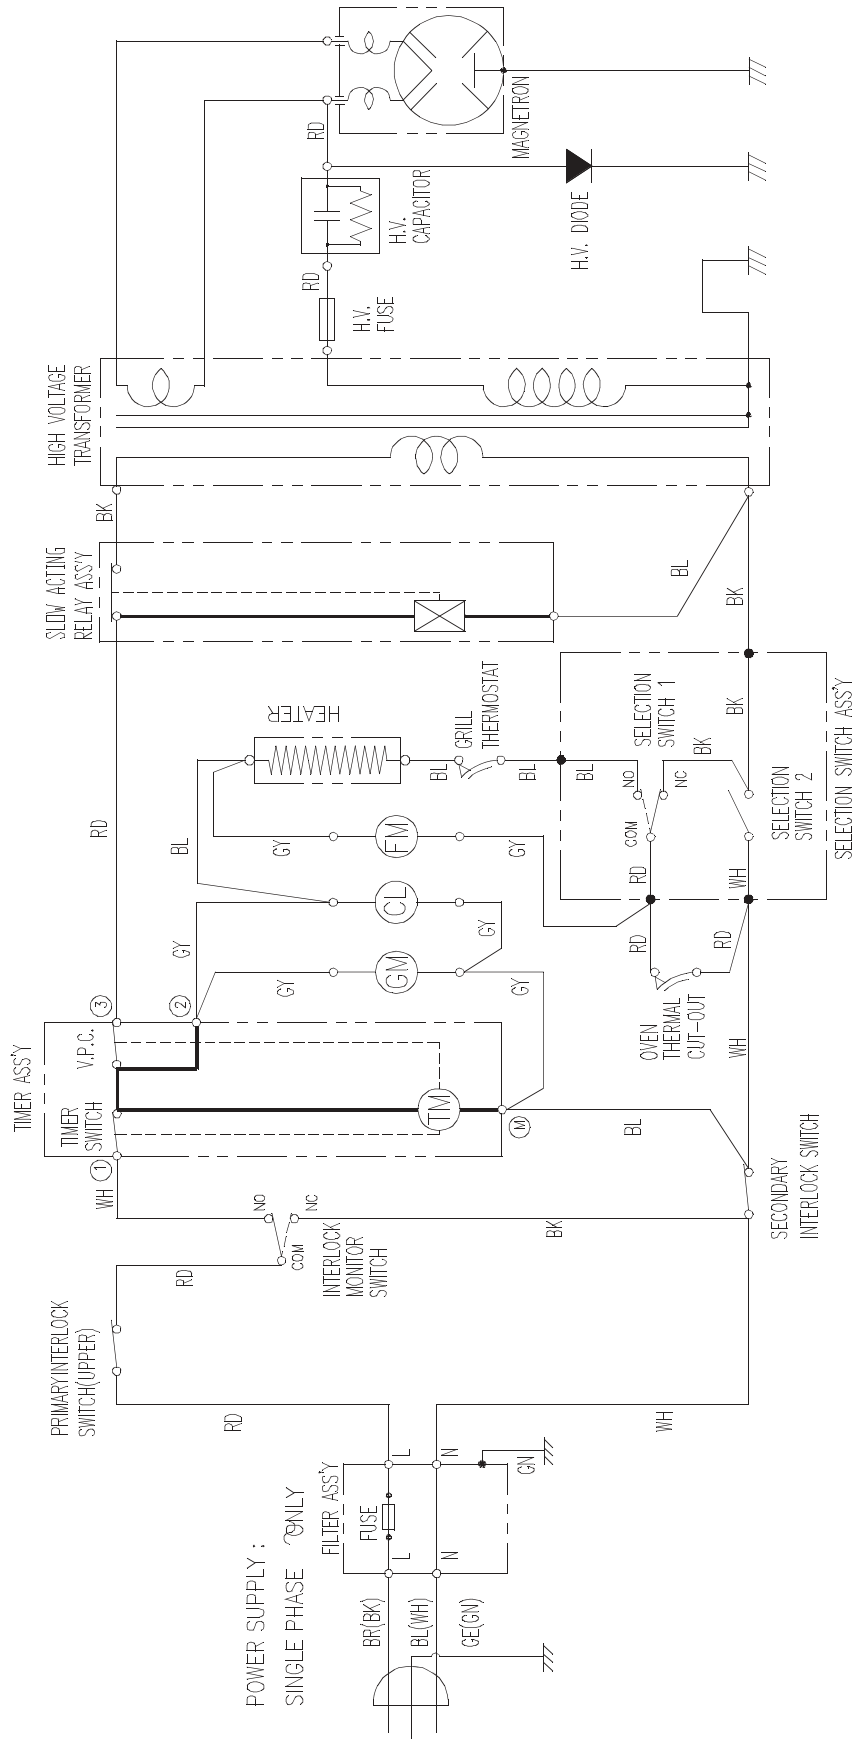 POWER SUPPLY :
SINGLE PHASE ONLY
BR(BK)
BL(WH)
GE(GN)
FILTER ASS'Y
FUSE
L
N
L
N
GN
RD
WH
PRIMARYINTERLOCK
SWITCH(UPPER)
RD
COM
NO
NC
INTERLOCK
MONITOR
SWITCH
WH
BK
SECONDARY
INTERLOCK SWITCH
TIMER ASS'Y
1
TIMER
SWITCH
V.P.C.
3
2
TM
M
BL
WH
GY
GY
GY
GM
GY
CL
BL
GY
FM
GY
RD
HEATER
BL
GRILL
THERMOSTAT
BL
OVEN
THERMAL
CUT-OUT
RD
RD
RD
WH
COM
NO
NC
BL
BK
BK
SELECTION
SWITCH 1
SELECTION
SWITCH 2
SELECTION SWITCH ASS'Y
SLOW ACTING
RELAY ASS'Y
BK
BL
BK
HIGH VOLTAGE
TRANSFORMER
H.V.
FUSE
RD
H.V.
CAPACITOR
RD
H.V. DIODE
MAGNETRON